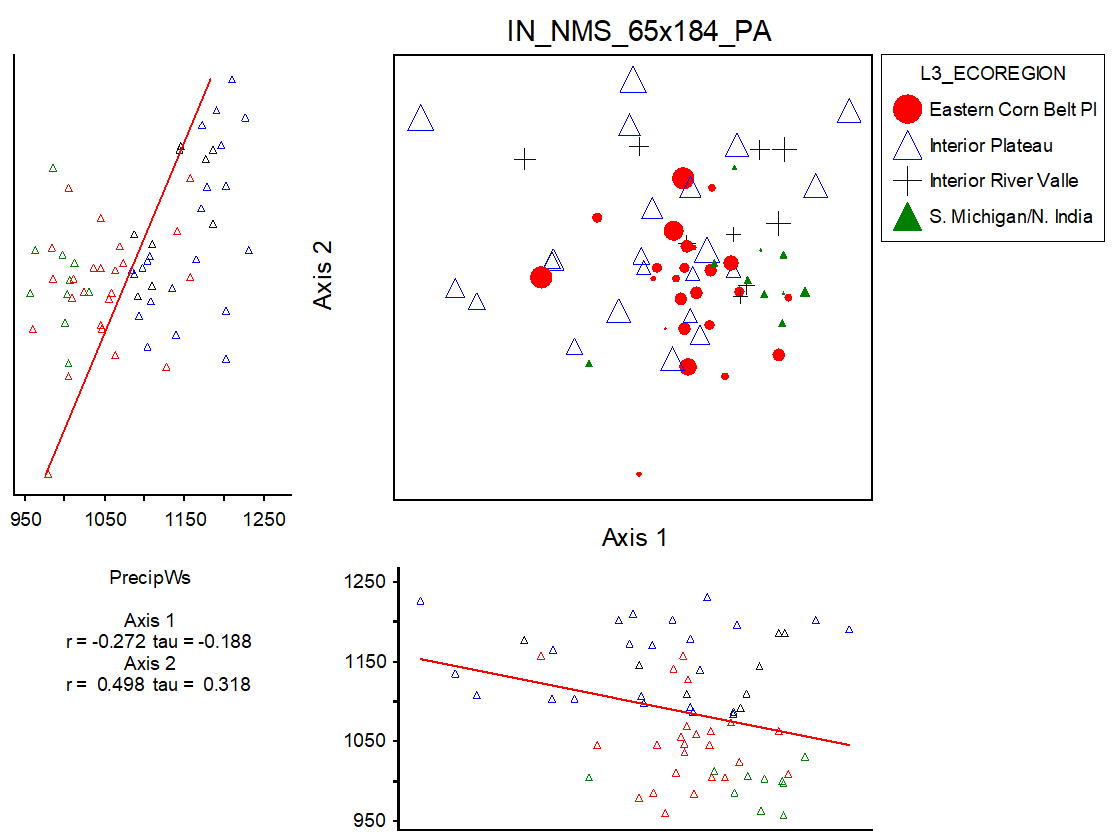 IN_NMS_65x184_PA
L3_ECOREGION
Eastern Corn Belt Pl
Interior Plateau
Interior River Valle
S. Michigan/N. India
Axis 2
950 1050 1150 1250
Axis 1
PrecipWs
Axis 1
r = -0.272 tau = -0.188
Axis 2
r = 0.498 tau = 0.318
1250
1150
1050
950